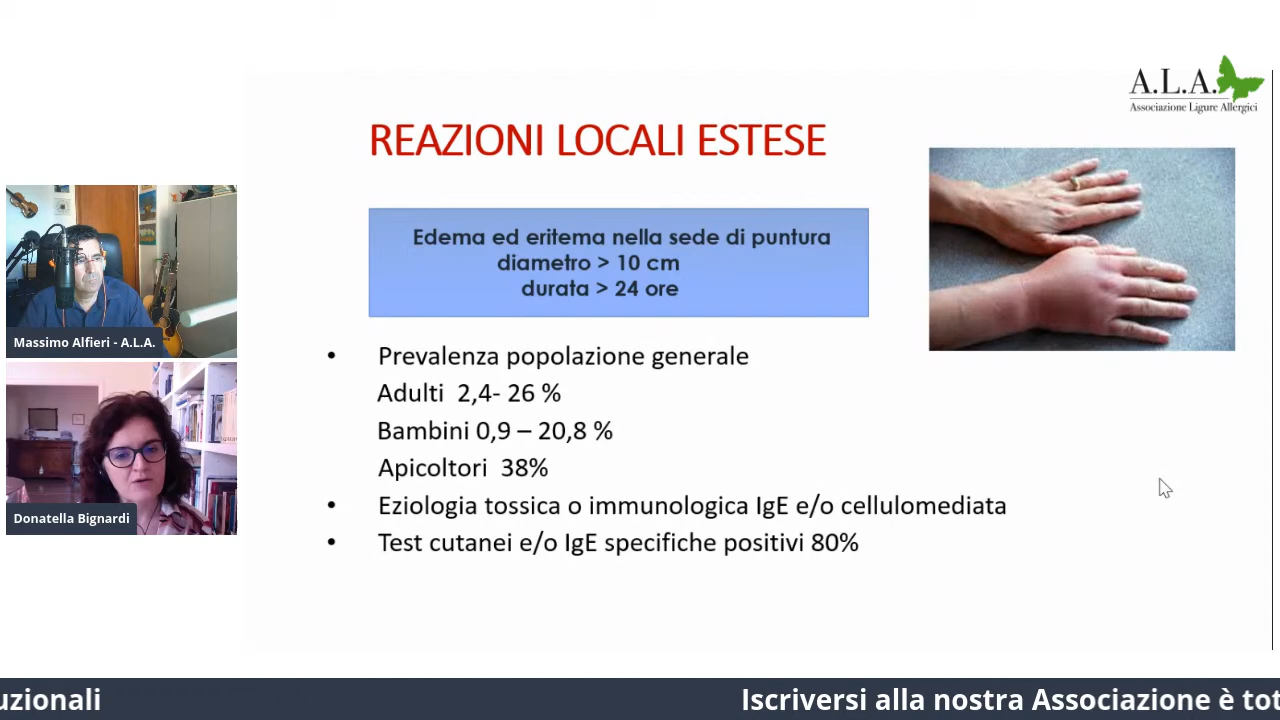 A.L.A.
Associazione Ligure Allergici
REAZIONI LOCALI ESTESE
Edema ed eritema nella sede di puntura
diametro > 10 cm
durata > 24 ore
• Prevalenza popolazione generale
Adulti 2,4- 26 %
Bambini 0,9 – 20,8 %
Apicoltori 38%
• Eziologia tossica o immunologica IgE e/o cellulomediata
• Test cutanei e/o IgE specifiche positivi 80%
Massimo Alfieri - A.L.A.
Donatella Bignardi
uzionali
Iscriversi alla nostra Associazione è tot